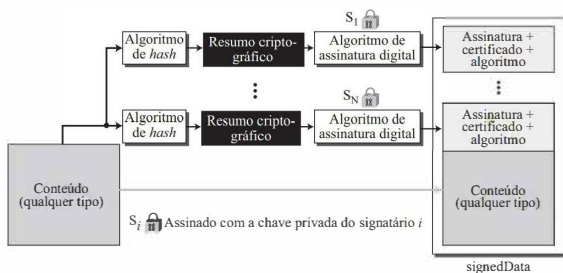 S1
Algoritmo
de hash
Resumo cripto-
gráfico
Algoritmo de
assinatura digital
Assinatura +
certificado +
algoritmo
SN
Algoritmo
de hash
Resumo cripto-
gráfico
Algoritmo de
assinatura digital
Assinatura +
certificado +
algoritmo
Conteúdo
(qualquer tipo)
Conteúdo
(qualquer tipo)
Si Assinado com a chave privada do signatário i
signedData